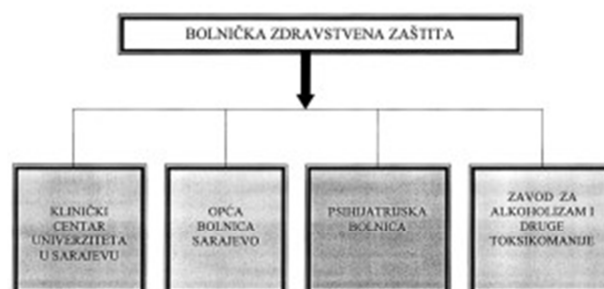 BOLNIČKA ZDRAVSTVENA ZAŠTITA
KLINIČKI
CENTAR
UNIVERZITETA
U SARAJEVU
OPĆA
BOLNICA
SARAJEVO
PSIHIJATRIJSKA
BOLNICA
ZAVOD ZA
ALKOHOLIZAM I
DRUGE
TOKSIKOMANIJE